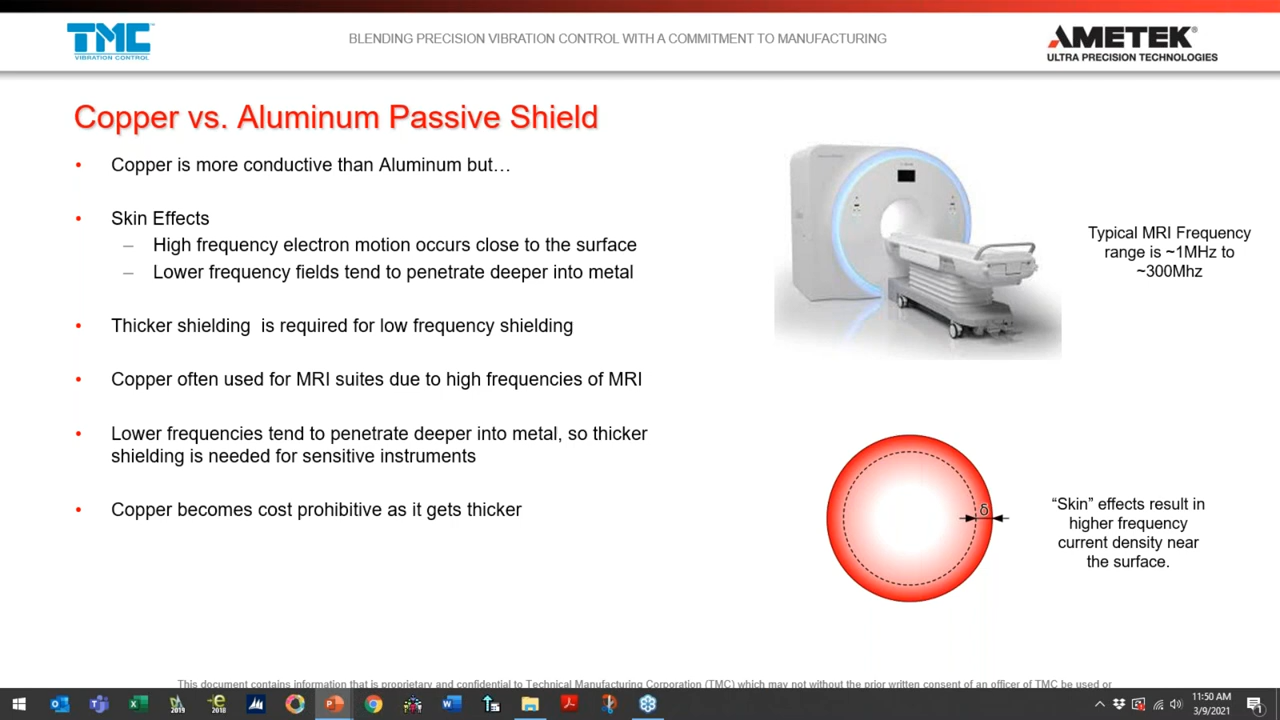 TMC
VIBRATION CONTROL
BLENDING PRECISION VIBRATION CONTROL WITH A COMMITMENT TO MANUFACTURING
AMETEK®
ULTRA PRECISION TECHNOLOGIES
Copper vs. Aluminum Passive Shield
• Copper is more conductive than Aluminum but…
• Skin Effects
– High frequency electron motion occurs close to the surface
– Lower frequency fields tend to penetrate deeper into metal
• Thicker shielding  is required for low frequency shielding
• Copper often used for MRI suites due to high frequencies of MRI
• Lower frequencies tend to penetrate deeper into metal, so thicker
shielding is needed for sensitive instruments
• Copper becomes cost prohibitive as it gets thicker
Typical MRI Frequency
range is ~1MHz to
~300Mhz
δ
“Skin” effects result in
higher frequency
current density near
the surface.
This document contains information that is proprietary and confidential to Technical Manufacturing Corporation (TMC) which may not without the prior written consent of an officer of TMC be used or
2019
2018
11:50 AM
3/9/2021
1